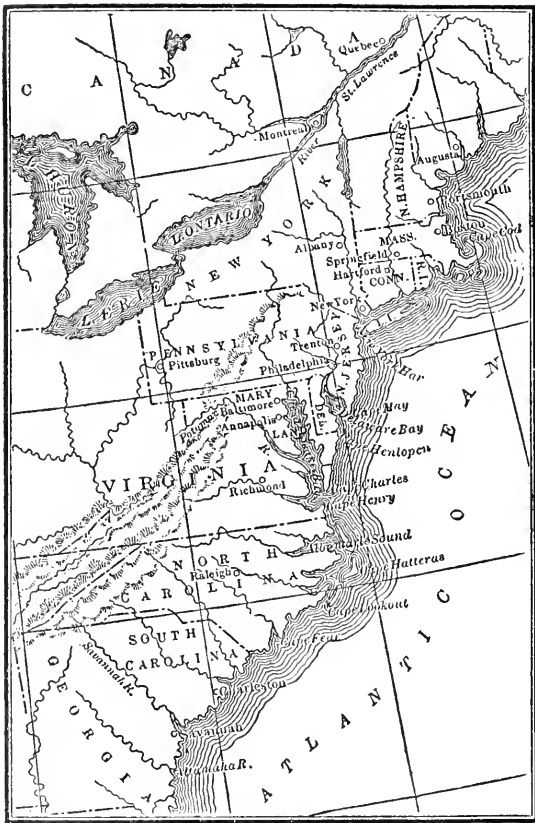 CANADA
Quebec
St. Lawrence
River
Montreal
L. HURON
Augusta
N. HAMPSHIRE
Portsmouth
L. ONTARIO
NEW YORK
Albany
MASS.
Boston
Cape Cod
Springfield
Hartford
CONN.
R.I.
L. ERIE
New York
PENNSYLVANIA
Pittsburg
Trenton
Philadelphia
N. JERSEY
Har
MARY
LAND
Baltimore
Annapolis
DEL.
Potomac
May
Delaware Bay
Henlopen
VIRGINIA
Richmond
Cape Charles
Cape Henry
NORTH
CAROLINA
Raleigh
Albemarle Sound
Hatteras
Cape Lookout
SOUTH
CAROLINA
Cape Fear
Savannah R.
Charleston
GEORGIA
Savannah
Altamaha R.
ATLANTIC OCEAN